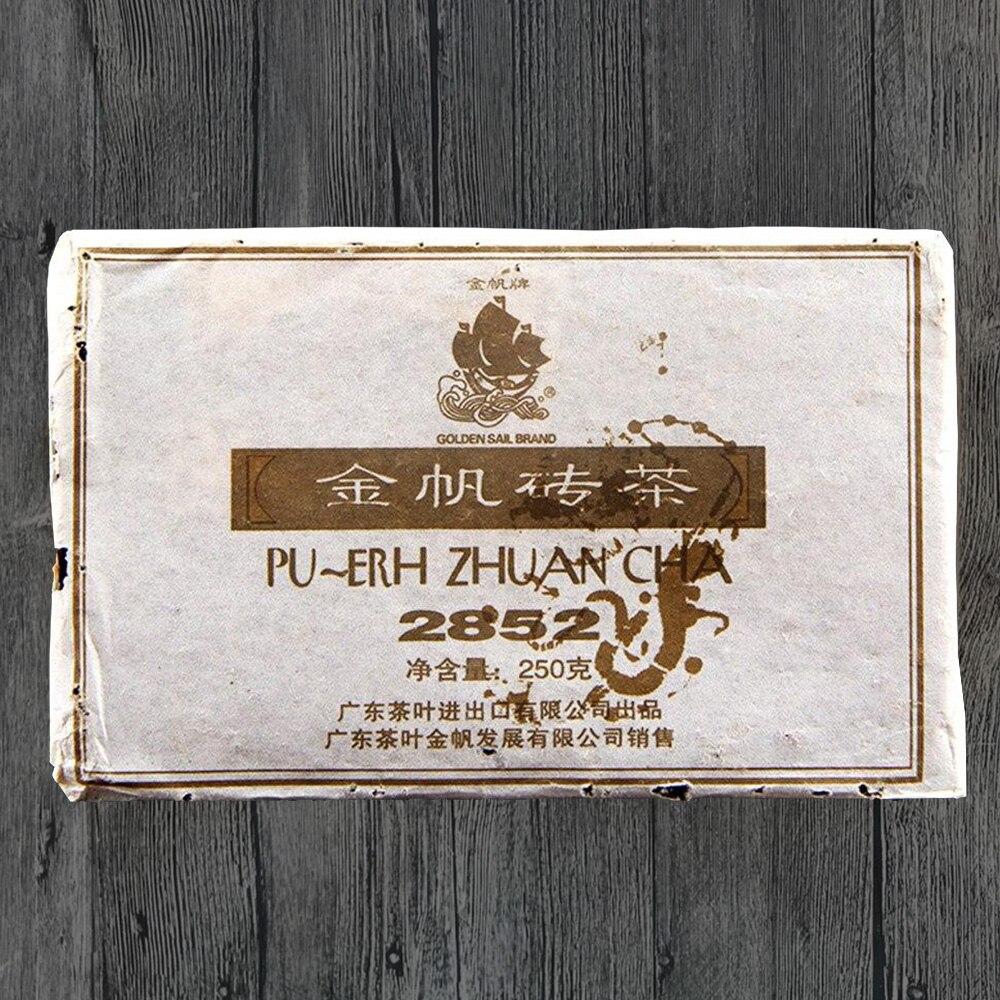 金帆牌
®
GOLDEN SAIL BRAND
金帆砖茶
PU~ERH ZHUAN CHA
2852
净含量：250克
广东茶叶进出口有限公司出品
广东茶叶金帆发展有限公司销售